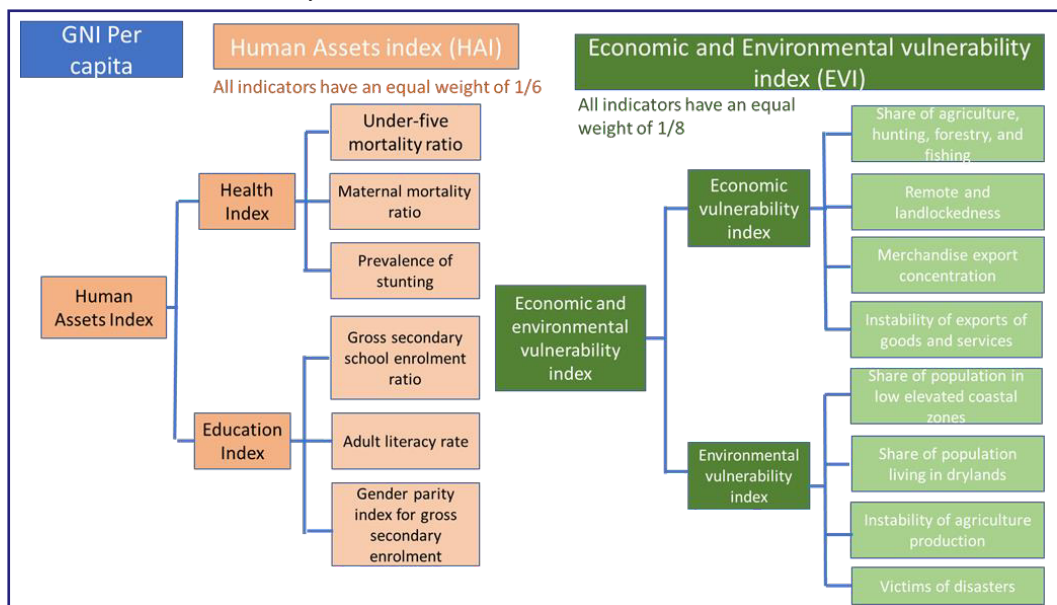 GNI Per
capita
Human Assets index (HAI)
All indicators have an equal weight of 1/6
Economic and Environmental vulnerability
index (EVI)
All indicators have an equal
weight of 1/8
Human
Assets Index
Health
Index
Under-five
mortality ratio
Maternal mortality
ratio
Prevalence of
stunting
Education
Index
Gross secondary
school enrolment
ratio
Adult literacy rate
Gender parity
index for gross
secondary
enrolment
Economic and
environmental
vulnerability
index
Economic
vulnerability
index
Share of agriculture,
hunting, forestry, and
fishing
Remote and
landlockedness
Merchandise export
concentration
Instability of exports of
goods and services
Environmental
vulnerability
index
Share of population in
low elevated coastal
zones
Share of population
living in drylands
Instability of agriculture
production
Victims of disasters